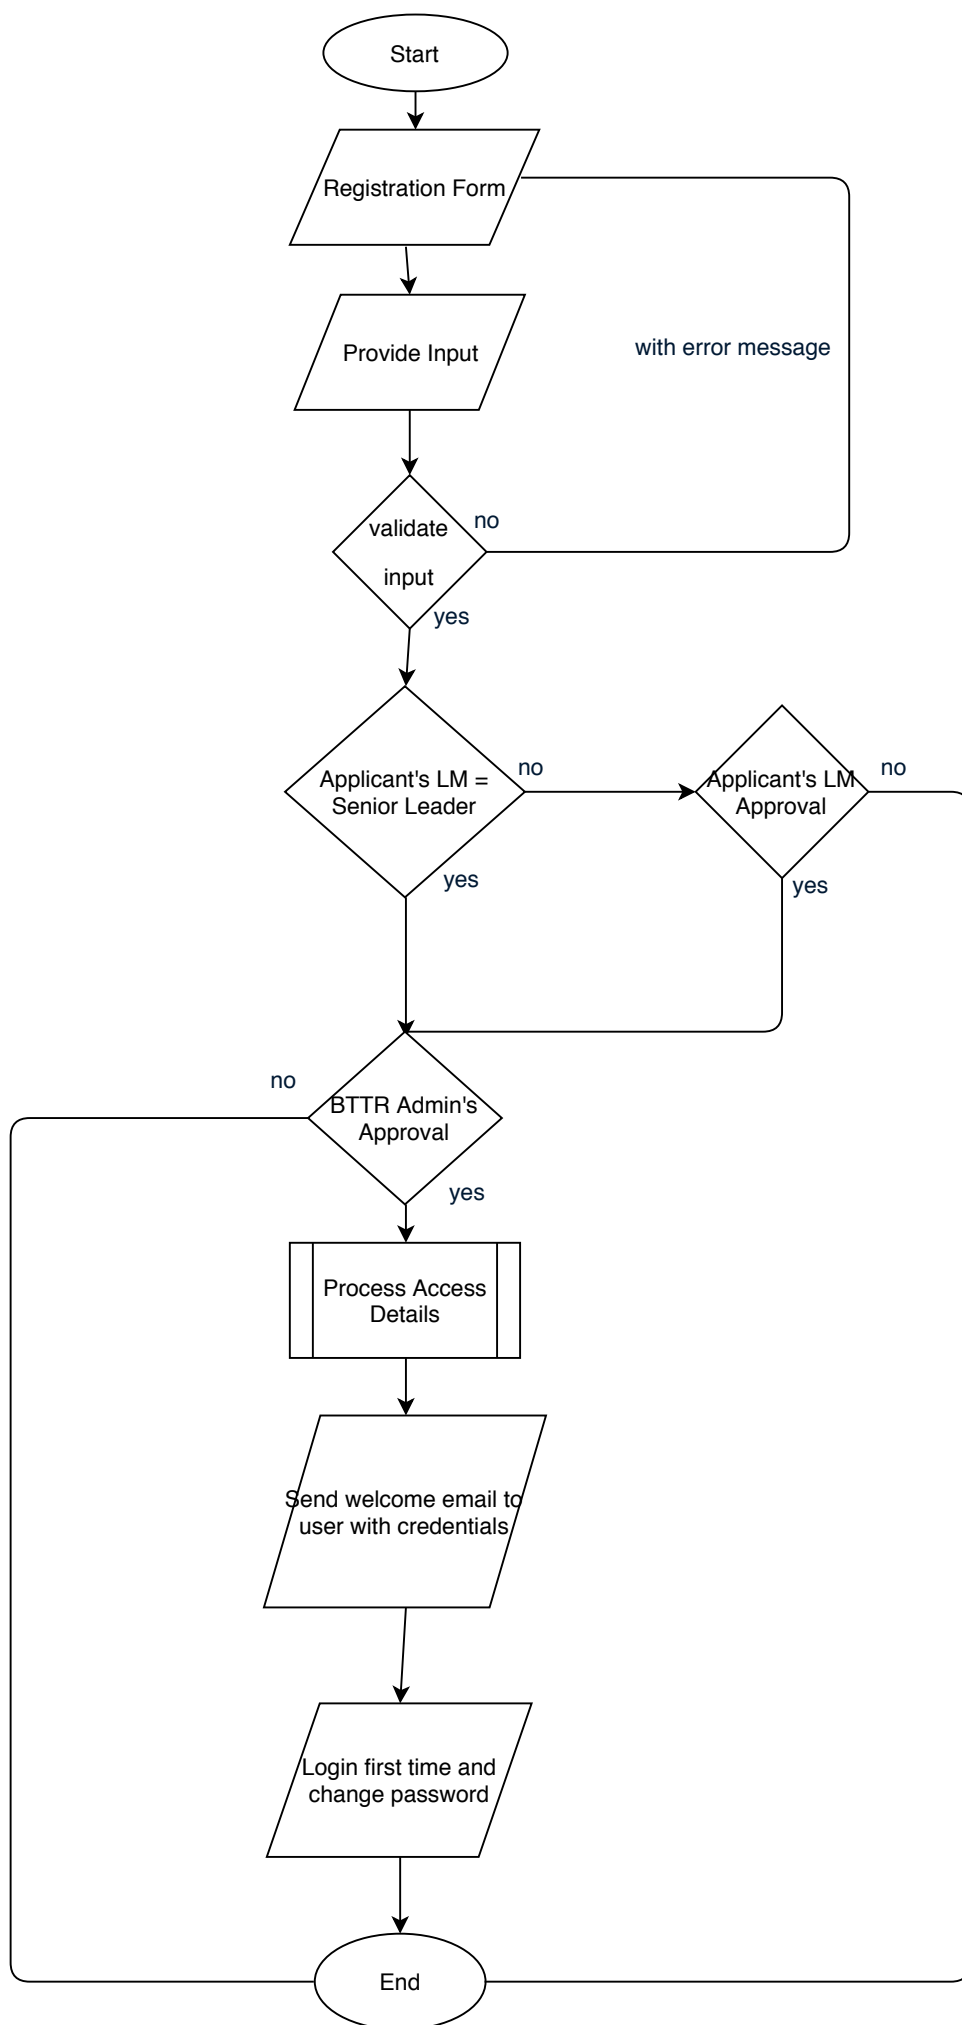 Start
Registration Form
with error message
Provide Input
validate
input
no
yes
Applicant's LM =
Senior Leader
no
yes
Applicant's LM
Approval
no
yes
no
BTTR Admin's
Approval
yes
Process Access
Details
Send welcome email to
user with credentials
Login first time and
change password
End